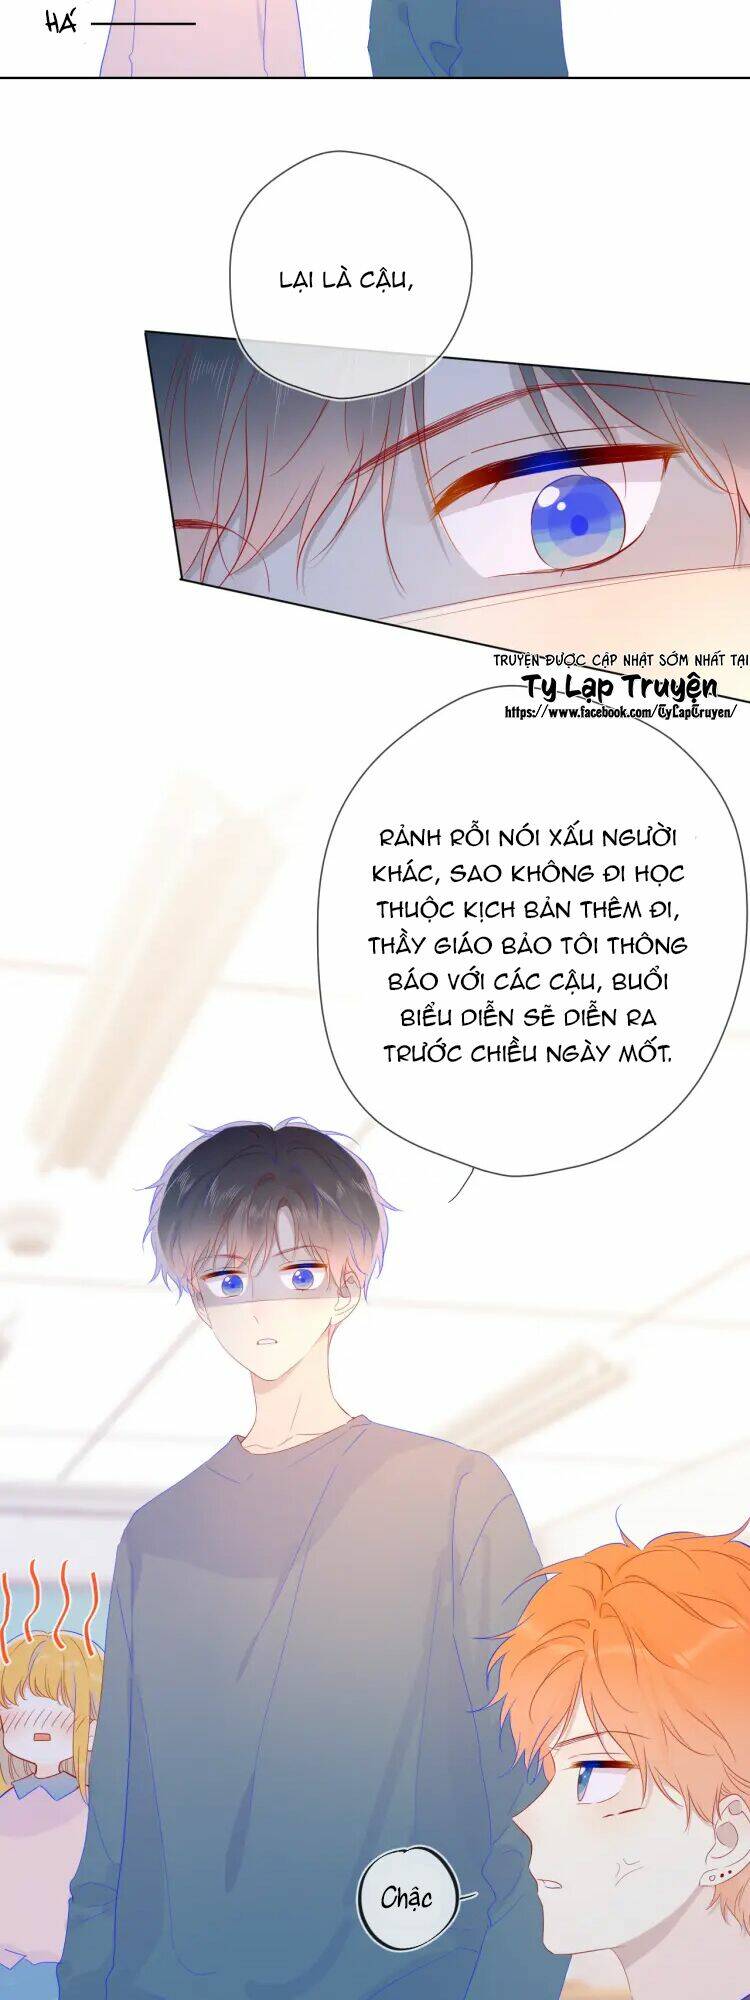 HÁ
LẠI LÀ CẬU,
TRUYỆN ĐƯỢC CẬP NHẬT SỚM NHẤT TẠI
Tỵ Lạp Truyện
https://www.facebook.com/TyLapTruyen/
RẢNH RỖI NÓI XẤU NGƯỜI
KHÁC, SAO KHÔNG ĐI HỌC
THUỘC KỊCH BẢN THÊM ĐI,
THẦY GIÁO BẢO TÔI THÔNG
BÁO VỚI CÁC CẬU, BUỔI
BIỂU DIỄN SẼ DIỄN RA
TRƯỚC CHIỀU NGÀY MỐT.
Chậc